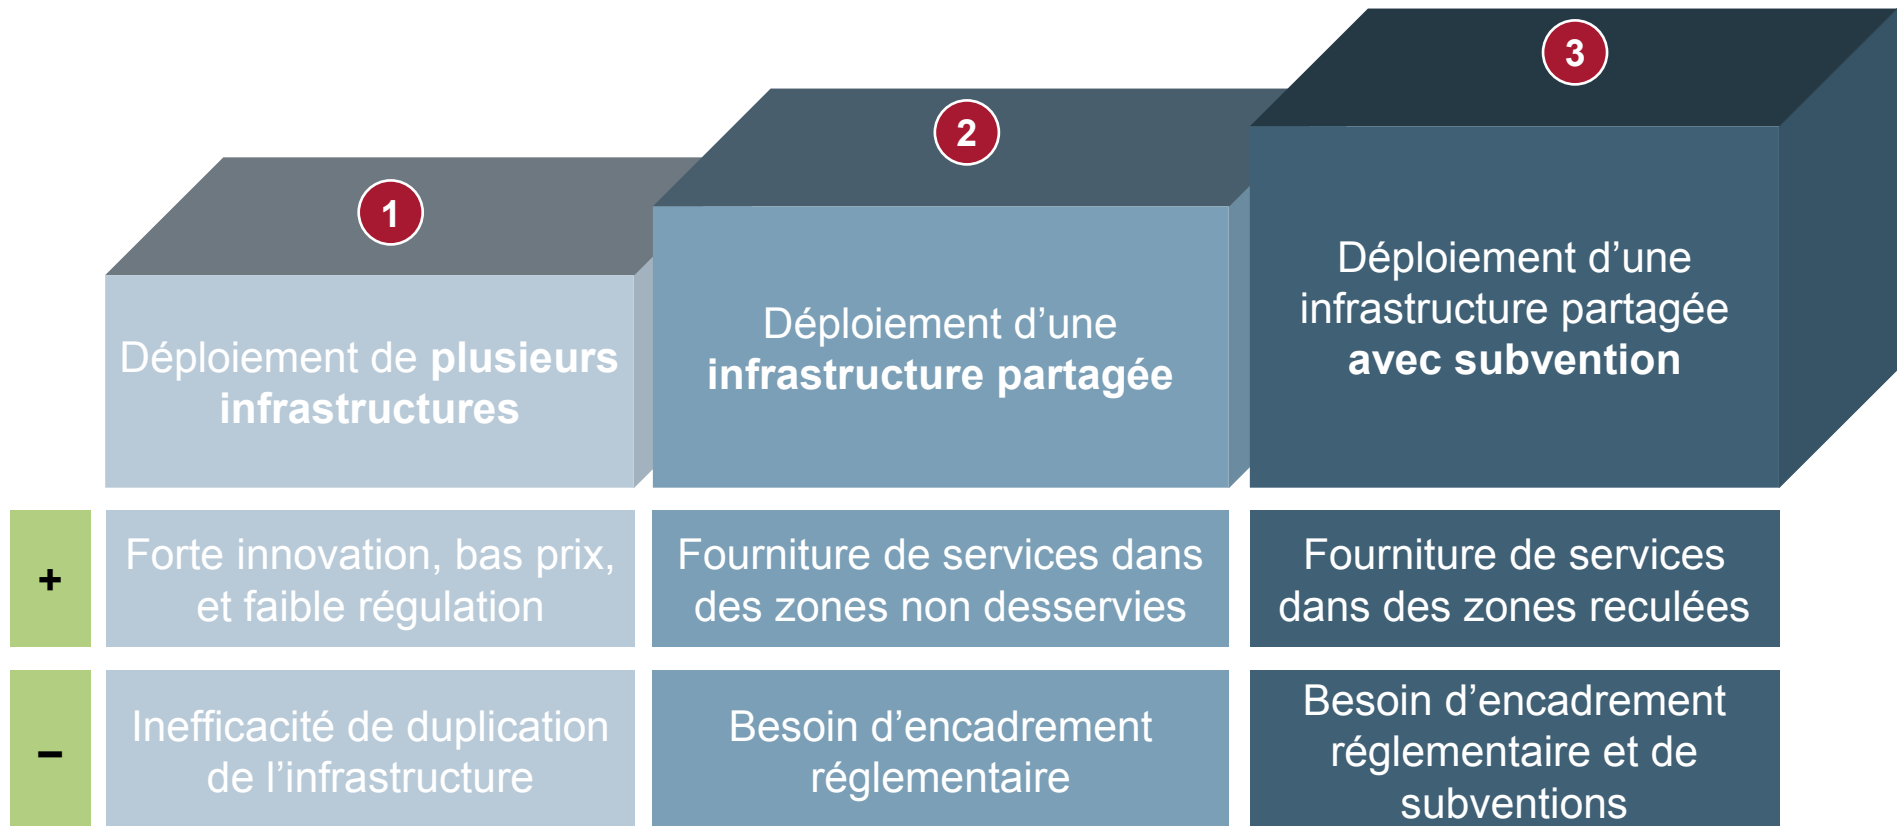 1
2
3
Déploiement de plusieurs
infrastructures
Déploiement d’une
infrastructure partagée
Déploiement d’une
infrastructure partagée
avec subvention
+
Forte innovation, bas prix,
et faible régulation
Fourniture de services dans
des zones non desservies
Fourniture de services
dans des zones reculées
–
Inefficacité de duplication
de l’infrastructure
Besoin d’encadrement
réglementaire
Besoin d’encadrement
réglementaire et de
subventions